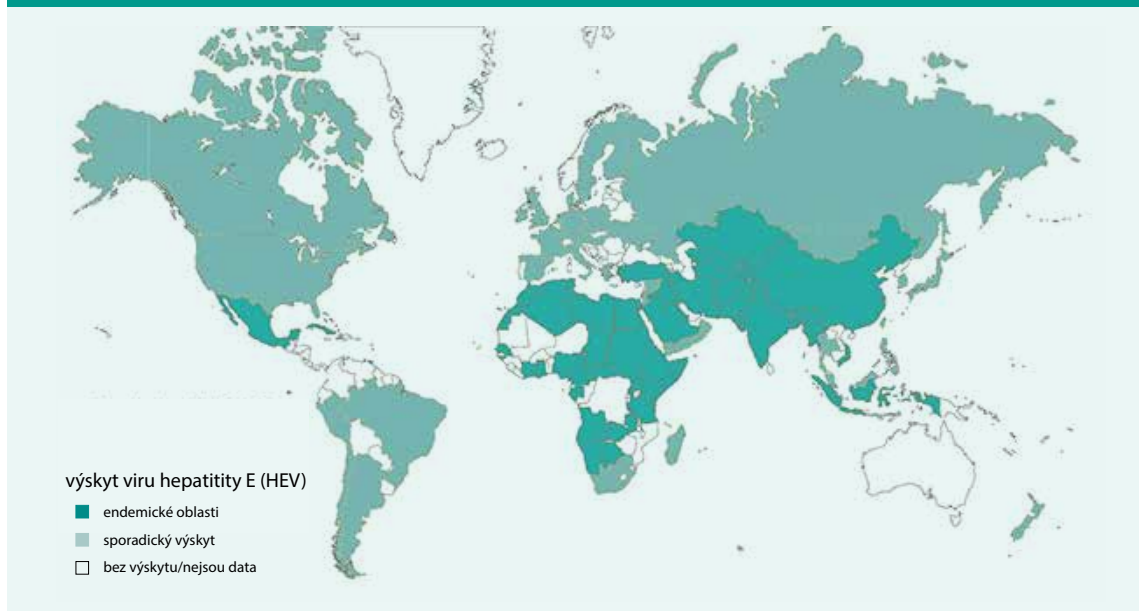 výskyt viru hepatitity E (HEV)
endemické oblasti
sporadický výskyt
bez výskytu/nejsou data